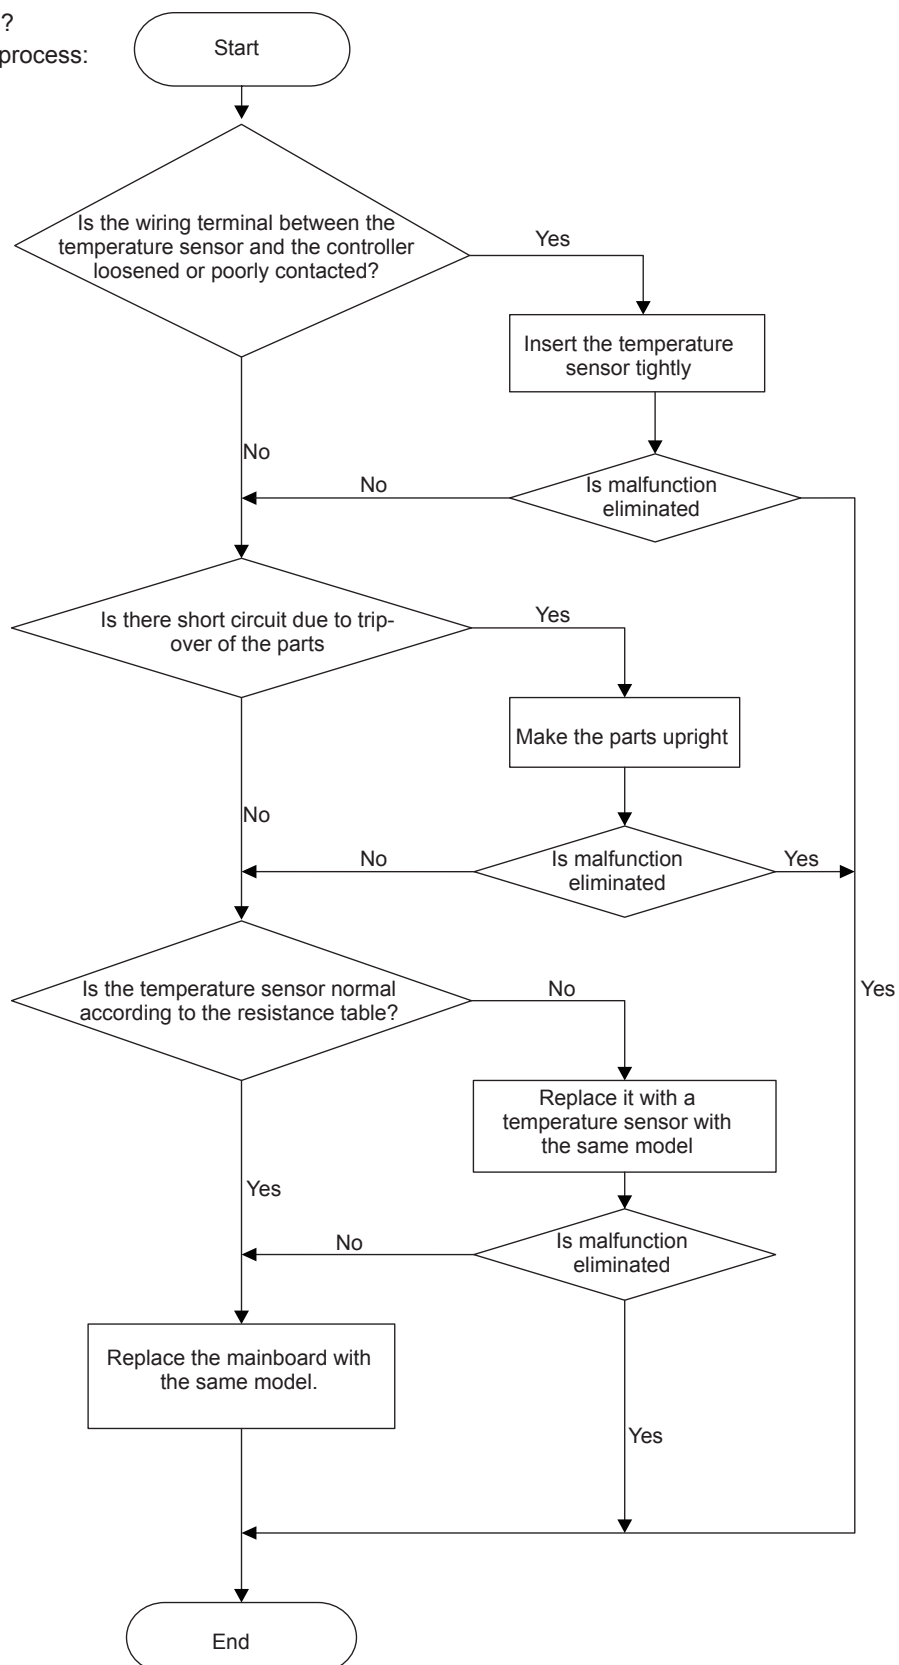 ?
process:
Start
Is the wiring terminal between the
temperature sensor and the controller
loosened or poorly contacted?
Yes
Insert the temperature
sensor tightly
No
No
Is malfunction
eliminated
Is there short circuit due to trip-
over of the parts
Yes
Make the parts upright
No
No
Is malfunction
eliminated
Yes
Is the temperature sensor normal
according to the resistance table?
No
Yes
Replace it with a
temperature sensor with
the same model
Yes
No
Is malfunction
eliminated
Replace the mainboard with
the same model.
Yes
End